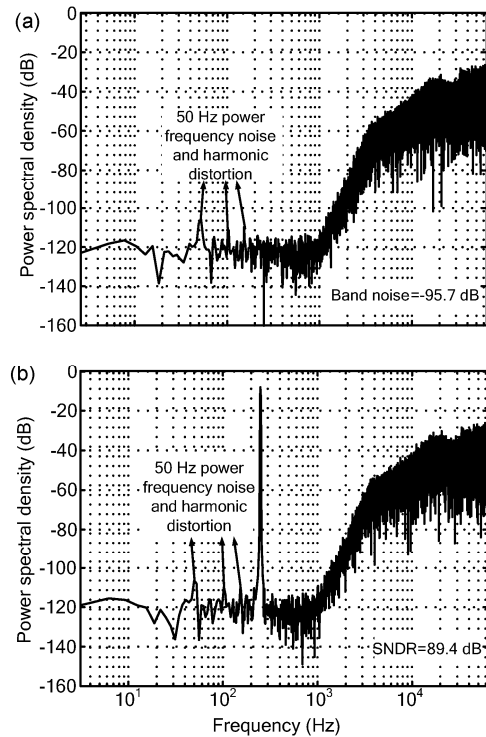 (a)
Power spectral density (dB)
0
-20
-40
-60
-80
-100
-120
-140
-160
50 Hz power
frequency noise
and harmonic
distortion
Band noise=-95.7 dB
(b)
Power spectral density (dB)
0
-20
-40
-60
-80
-100
-120
-140
-160
50 Hz power
frequency noise
and harmonic
distortion
SNDR=89.4 dB
10¹ 10² 10³ 10⁴
Frequency (Hz)